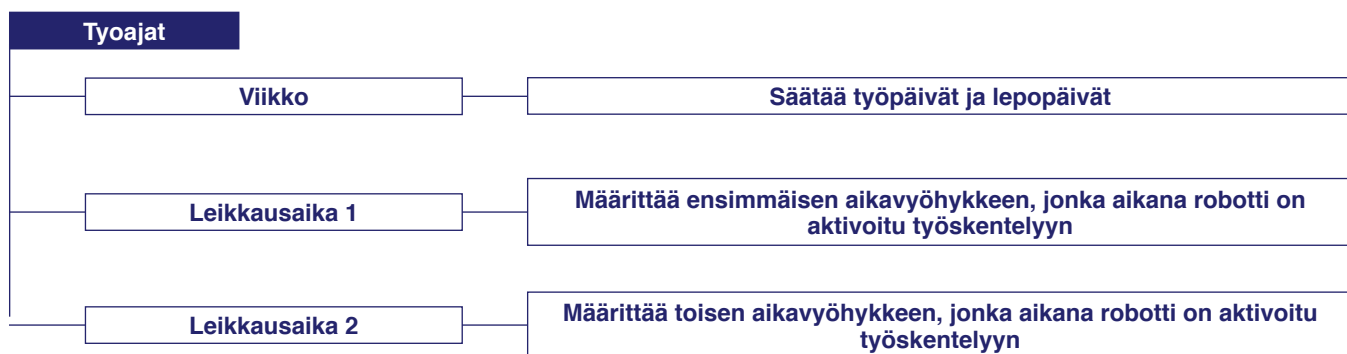 Tyoajat
Viikko
Säätää työpäivät ja lepopäivät
Leikkausaika 1
Määrittää ensimmäisen aikavyöhykkeen, jonka aikana robotti on
aktivoitu työskentelyyn
Leikkausaika 2
Määrittää toisen aikavyöhykkeen, jonka aikana robotti on aktivoitu
työskentelyyn